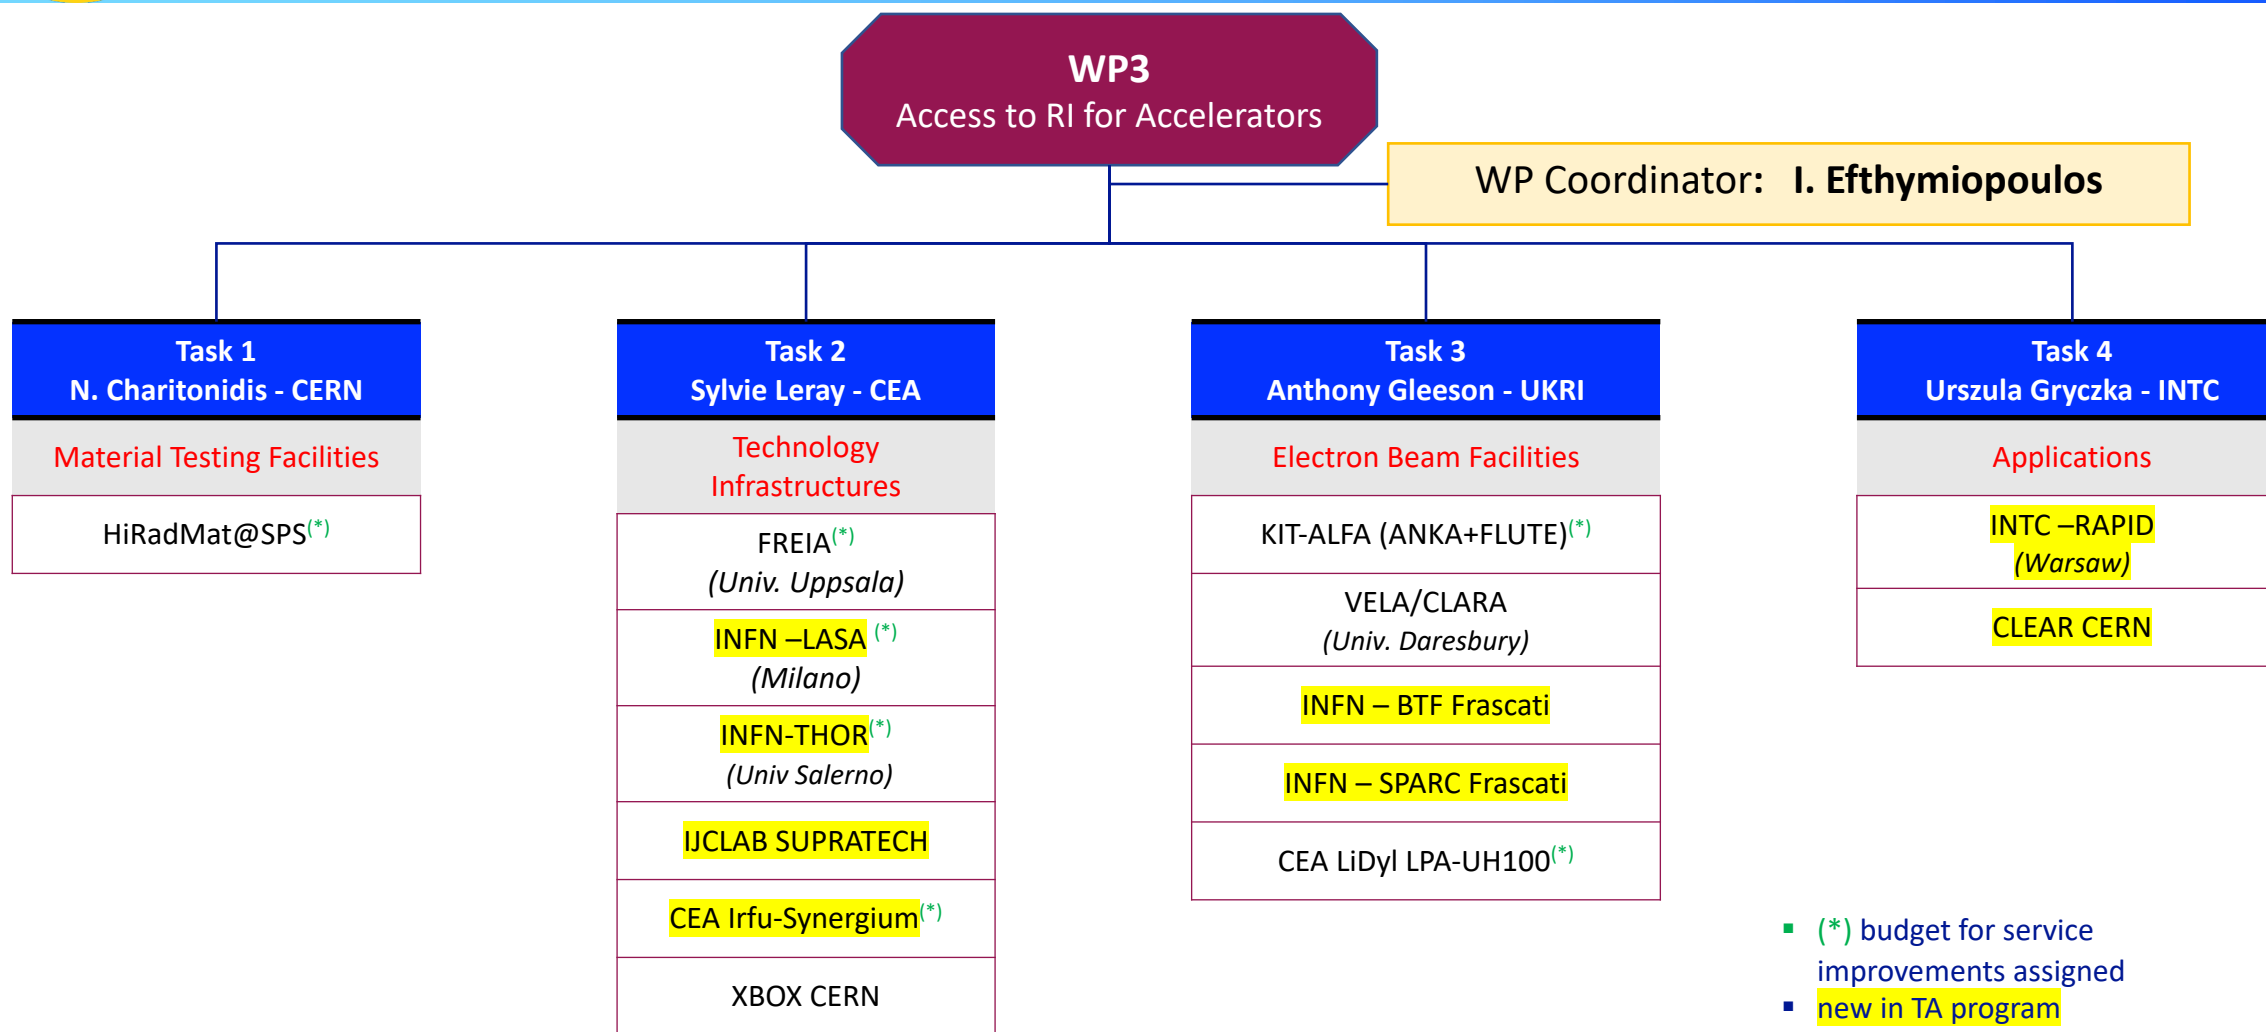 WP3
Access to RI for Accelerators
WP Coordinator: I. Efthymiopoulos
Task 1
N. Charitonidis - CERN
Material Testing Facilities
HiRadMat@SPS(*)
Task 2
Sylvie Leray - CEA
Technology
Infrastructures
FREIA(*)
(Univ. Uppsala)
INFN –LASA (*)
(Milano)
INFN-THOR(*)
(Univ Salerno)
IJCLAB SUPRATECH
CEA Irfu-Synergium(*)
XBOX CERN
Task 3
Anthony Gleeson - UKRI
Electron Beam Facilities
KIT-ALFA (ANKA+FLUTE)(*)
VELA/CLARA
(Univ. Daresbury)
INFN – BTF Frascati
INFN – SPARC Frascati
CEA LiDyl LPA-UH100(*)
Task 4
Urszula Gryczka - INTC
Applications
INTC –RAPID
(Warsaw)
CLEAR CERN
▪ (*) budget for service
improvements assigned
▪ new in TA program